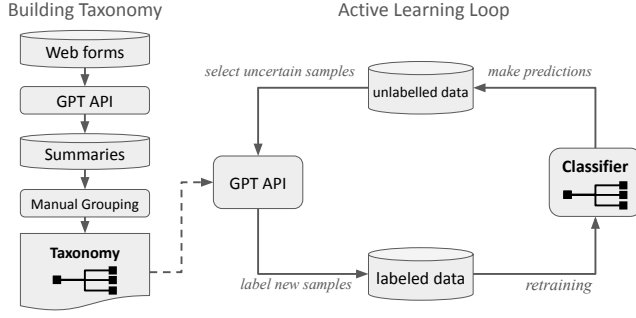 Building Taxonomy
Active Learning Loop
Web forms
GPT API
Summaries
Manual Grouping
Taxonomy
select uncertain samples
unlabelled data
make predictions
GPT API
Classifier
label new samples
labeled data
retraining